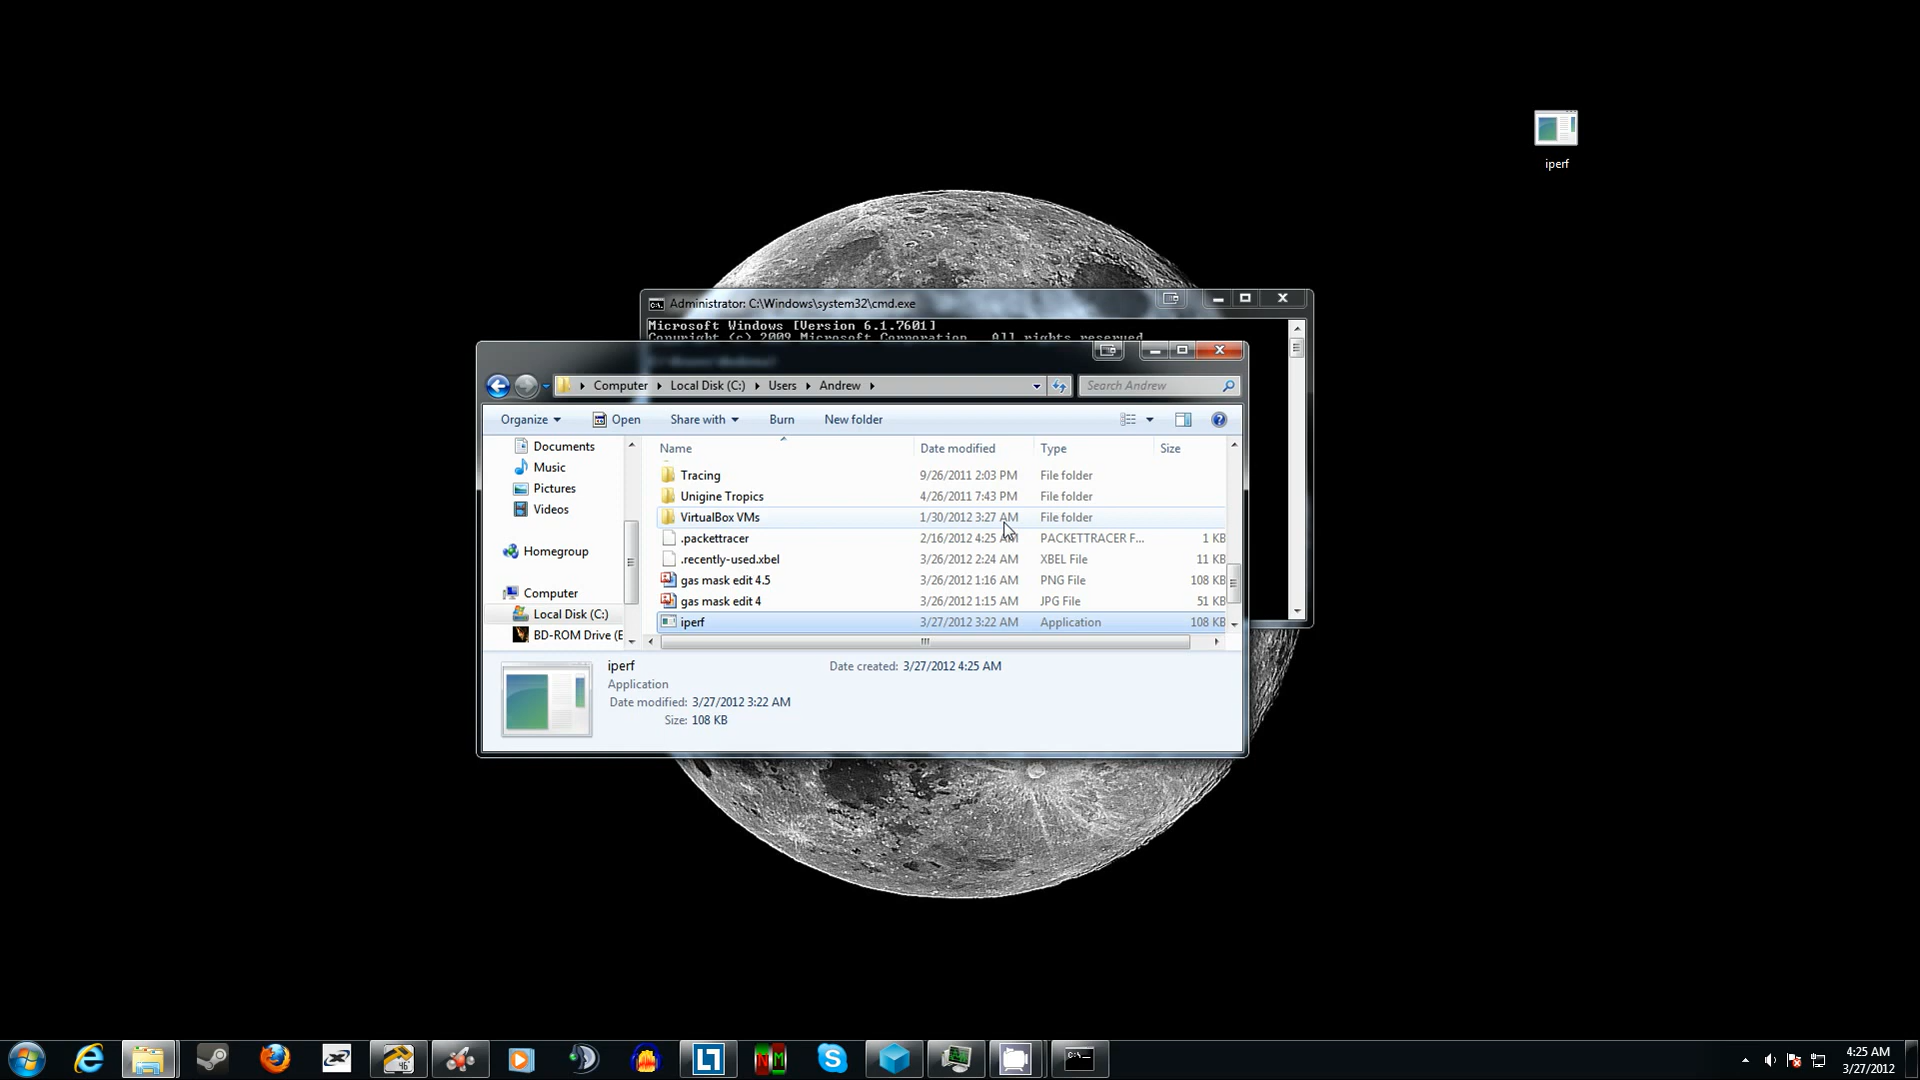 iperf
Administrator: C:\Windows\system32\cmd.exe
Microsoft Windows [Version 6.1.7601]
Copyright (c) 2009 Microsoft Corporation. All rights reserved
Computer Local Disk (C:) Users Andrew
Search Andrew
Organize Open Share with Burn New folder
Name Date modified Type Size
Documents
Music
Pictures
Videos
Homegroup
Computer
Local Disk (C:)
BD-ROM Drive (E
Tracing 9/26/2011 2:03 PM File folder
Unigine Tropics 4/26/2011 7:43 PM File folder
VirtualBox VMs 1/30/2012 3:27 AM File folder
.packettracer 2/16/2012 4:25 AM PACKETTRACER F... 1 KB
.recently-used.xbel 3/26/2012 2:24 AM XBEL File 11 KB
gas mask edit 4.5 3/26/2012 1:16 AM PNG File 108 KB
gas mask edit 4 3/26/2012 1:15 AM JPG File 51 KB
iperf 3/27/2012 3:22 AM Application 108 KB
iperf Date created: 3/27/2012 4:25 AM
Application
Date modified: 3/27/2012 3:22 AM
Size: 108 KB
4:25 AM
3/27/2012